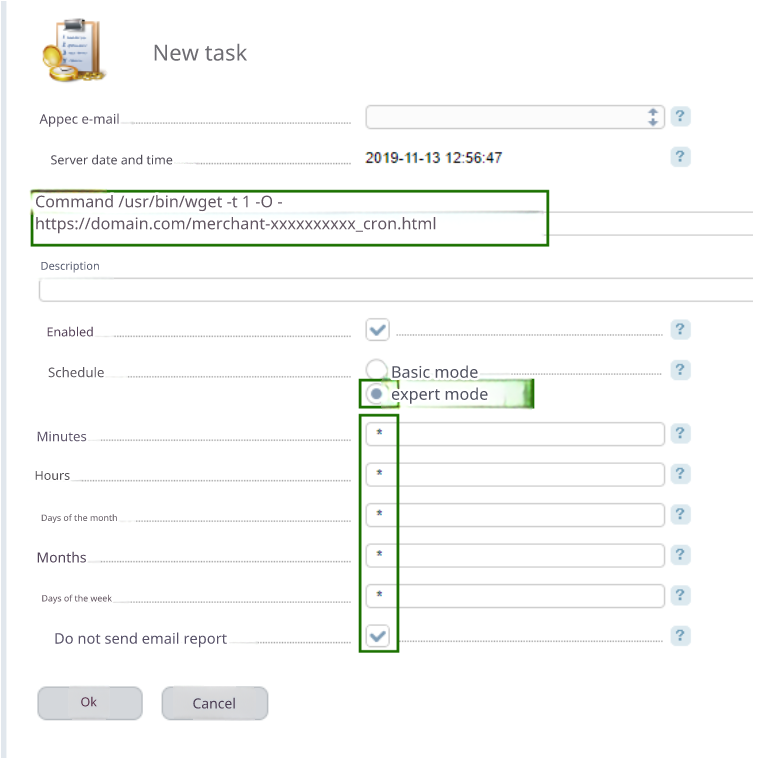 New task
Appec e-mail ?
Server date and time 2019-11-13 12:56:47 ?
Command /usr/bin/wget -t 1 -O -
https://domain.com/merchant-xxxxxxxxxx_cron.html
Description
Enabled ?
Schedule Basic mode ?
expert mode
Minutes * ?
Hours * ?
Days of the month * ?
Months * ?
Days of the week * ?
Do not send email report ?
Ok Cancel